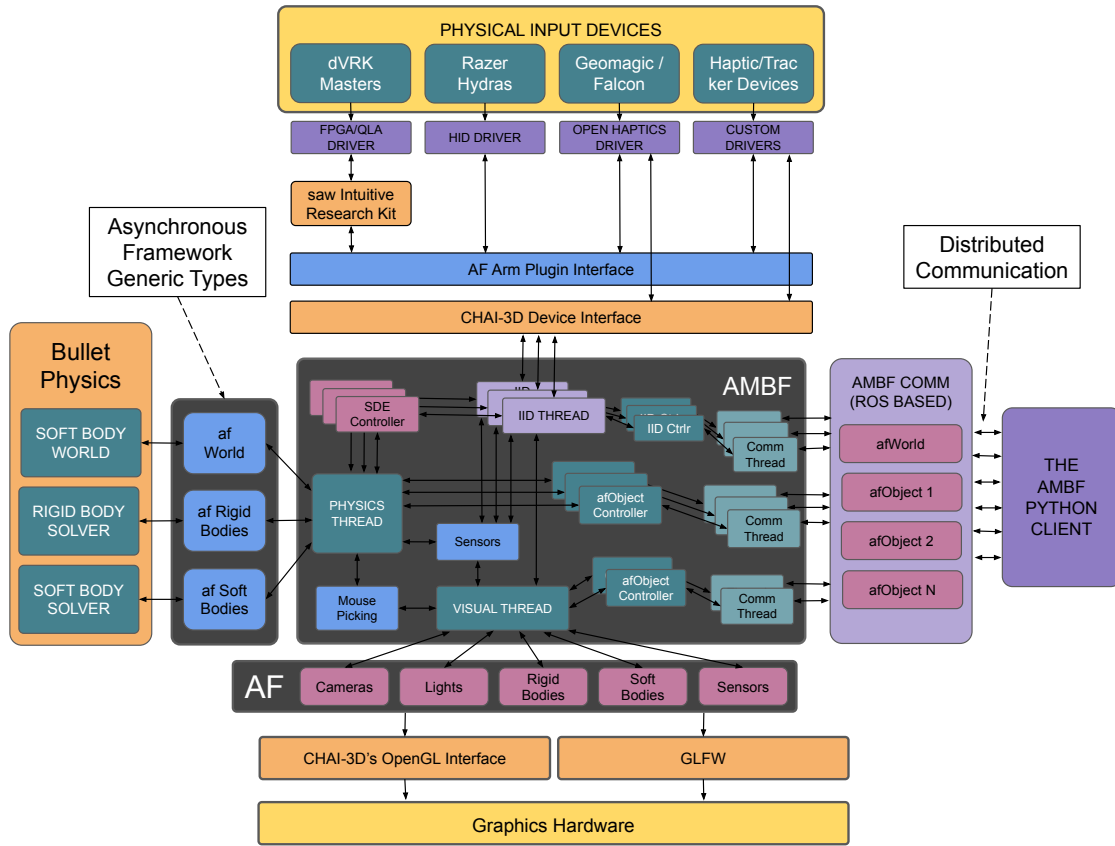 PHYSICAL INPUT DEVICES
dVRK
Masters
Razer
Hydras
Geomagic /
Falcon
Haptic/Trac
ker Devices
FPGA/QLA
DRIVER
HID DRIVER
OPEN HAPTICS
DRIVER
CUSTOM
DRIVERS
saw Intuitive
Research Kit
Asynchronous
Framework
Generic Types
Distributed
Communication
AF Arm Plugin Interface
CHAI-3D Device Interface
Bullet
Physics
SOFT BODY
WORLD
RIGID BODY
SOLVER
SOFT BODY
SOLVER
af
World
af Rigid
Bodies
af Soft
Bodies
AMBF
SDE
Controller
IID THREAD
IID Ctrlr
Comm
Thread
PHYSICS
THREAD
afObject
Controller
Comm
Thread
Sensors
Mouse
Picking
VISUAL THREAD
afObject
Controller
Comm
Thread
AMBF COMM
(ROS BASED)
afWorld
afObject 1
afObject 2
afObject N
THE
AMBF
PYTHON
CLIENT
AF
Cameras
Lights
Rigid
Bodies
Soft
Bodies
Sensors
CHAI-3D's OpenGL Interface
GLFW
Graphics Hardware